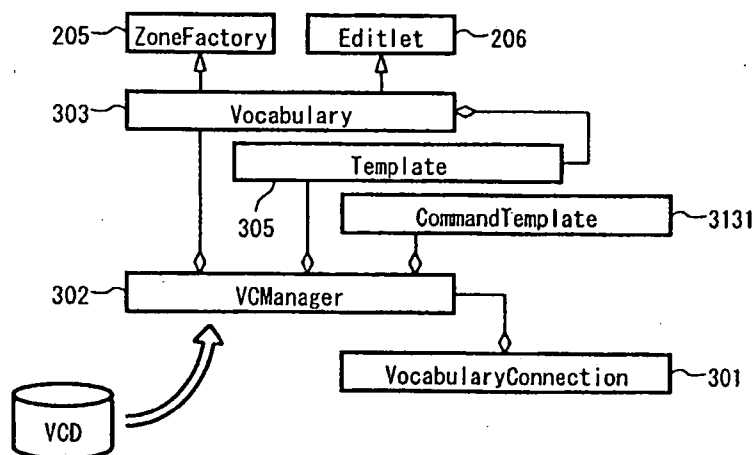 205 ZoneFactory Editlet 206
303 Vocabulary
Template
305 CommandTemplate 3131
302 VCManager
VocabularyConnection 301
VCD